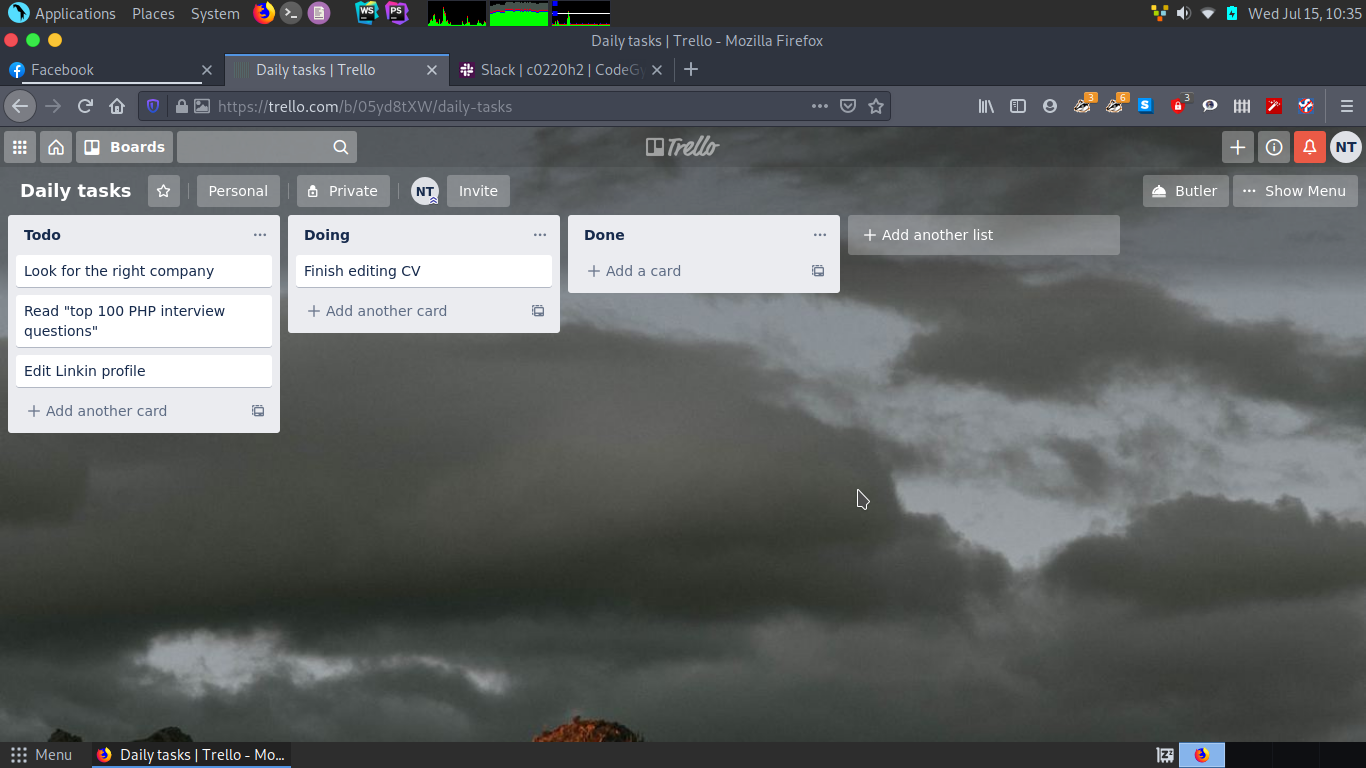 Applications Places System WS PS Wed Jul 15, 10:35
Daily tasks | Trello - Mozilla Firefox
Facebook Daily tasks | Trello Slack | c0220h2 | CodeGy
https://trello.com/b/05yd8tXW/daily-tasks 3 6 S 3
Boards Trello NT
Daily tasks Personal Private NT Invite Butler Show Menu
Todo Doing Done + Add another list
Look for the right company Finish editing CV + Add a card
Read "top 100 PHP interview + Add another card
questions"
Edit Linkin profile
+ Add another card
Menu Daily tasks | Trello - Mo...